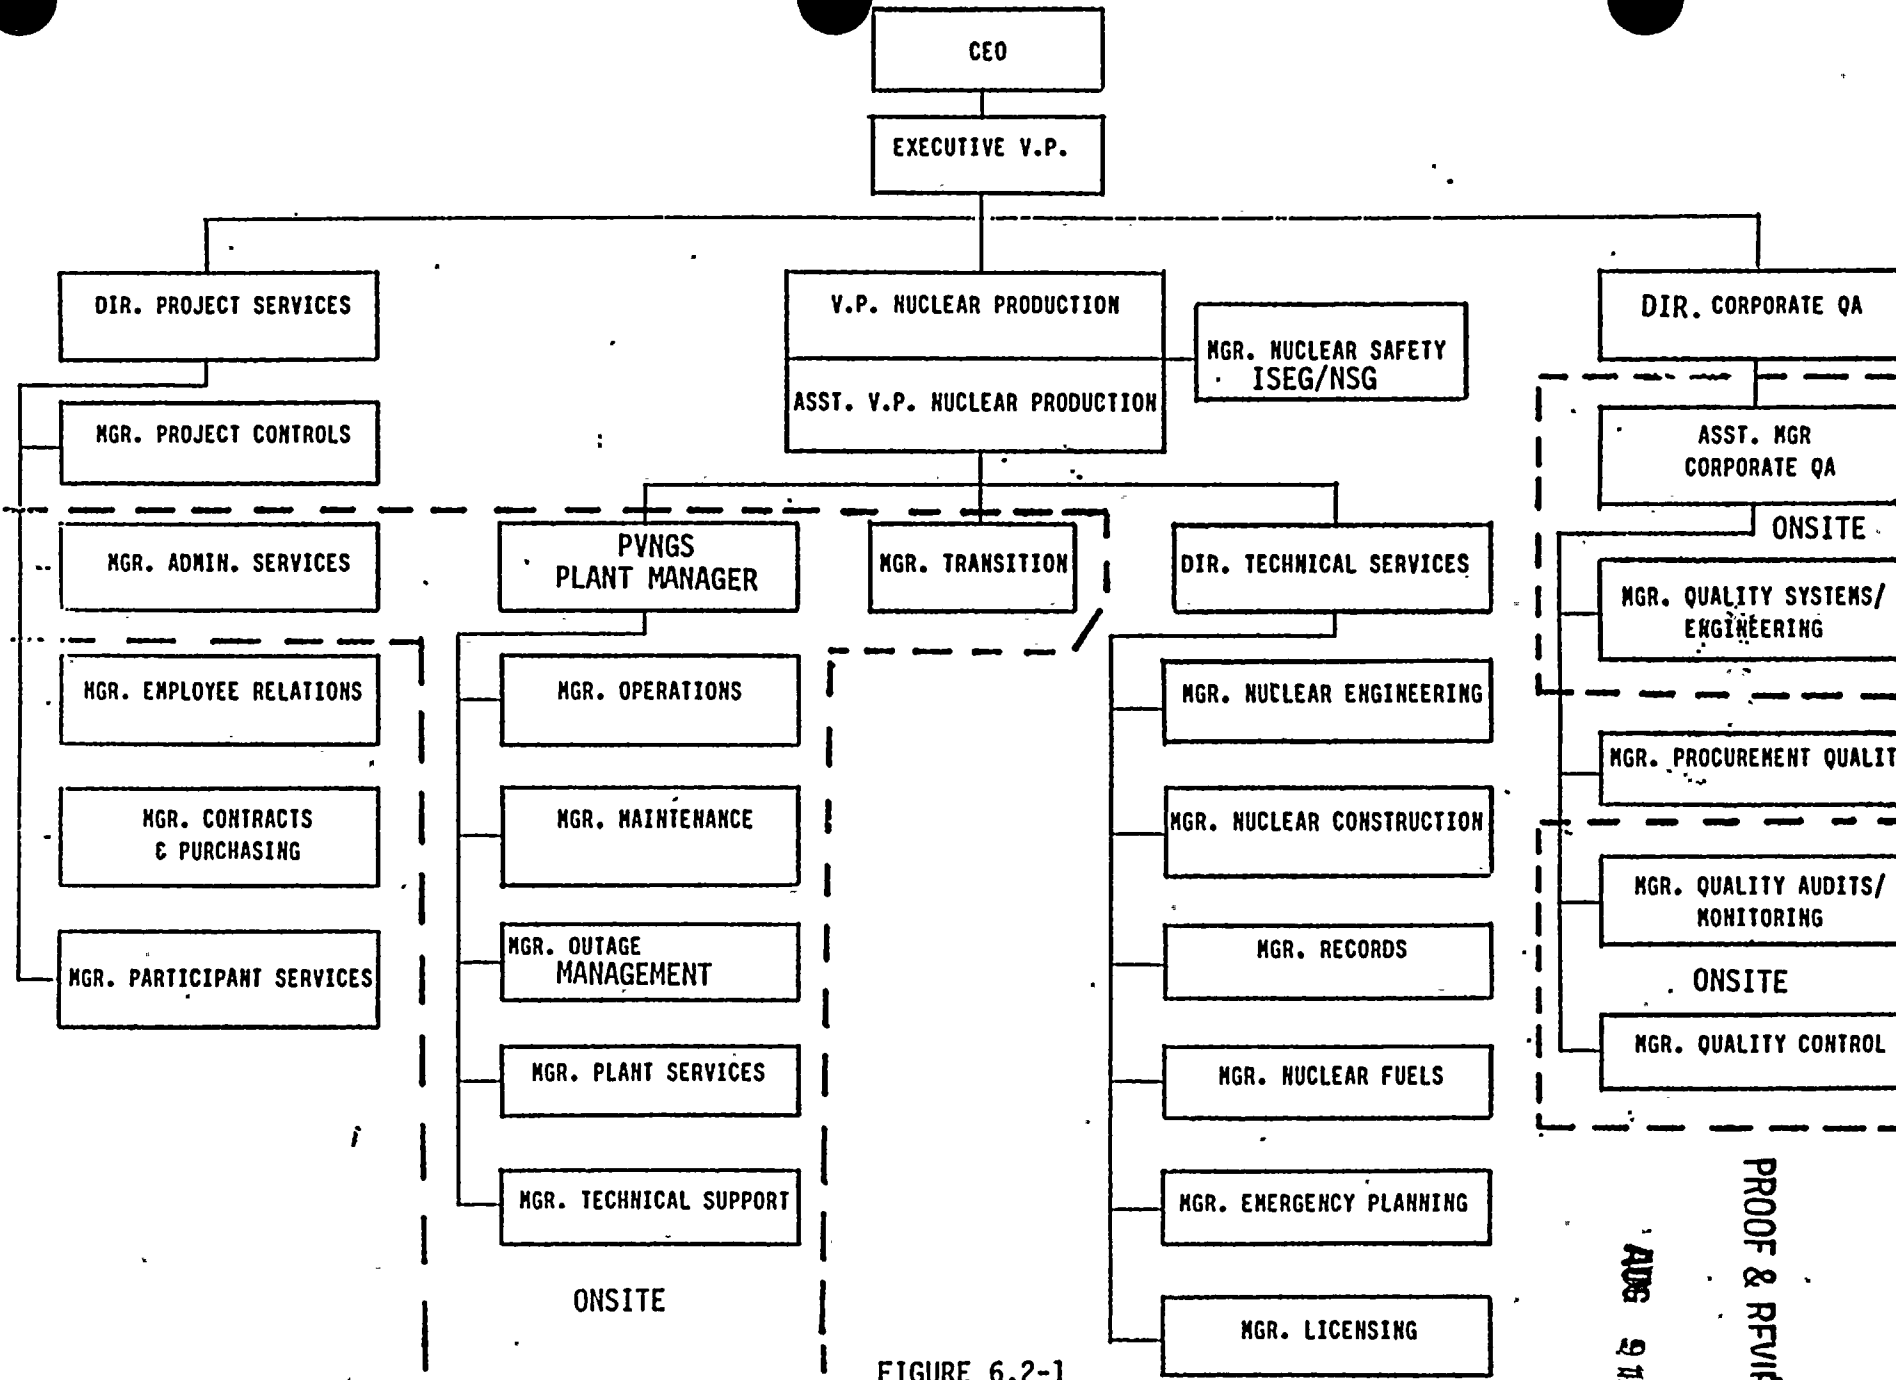 CEO
EXECUTIVE V.P.
DIR. PROJECT SERVICES
MGR. PROJECT CONTROLS
MGR. ADMIN. SERVICES
MGR. EMPLOYEE RELATIONS
MGR. CONTRACTS
& PURCHASING
MGR. PARTICIPANT SERVICES
V.P. NUCLEAR PRODUCTION
ASST. V.P. NUCLEAR PRODUCTION
MGR. NUCLEAR SAFETY
ISEG/NSG
PVNGS
PLANT MANAGER
MGR. OPERATIONS
MGR. MAINTENANCE
MGR. OUTAGE
MANAGEMENT
MGR. PLANT SERVICES
MGR. TECHNICAL SUPPORT
ONSITE
MGR. TRANSITION
DIR. TECHNICAL SERVICES
MGR. NUCLEAR ENGINEERING
MGR. NUCLEAR CONSTRUCTION
MGR. RECORDS
MGR. NUCLEAR FUELS
MGR. EMERGENCY PLANNING
MGR. LICENSING
DIR. CORPORATE QA
ASST. MGR
CORPORATE QA
ONSITE
MGR. QUALITY SYSTEMS/
ENGINEERING
MGR. PROCUREMENT QUALIT
MGR. QUALITY AUDITS/
MONITORING
ONSITE
MGR. QUALITY CONTROL
PROOF &
AUG
FIGURE 6.2-1